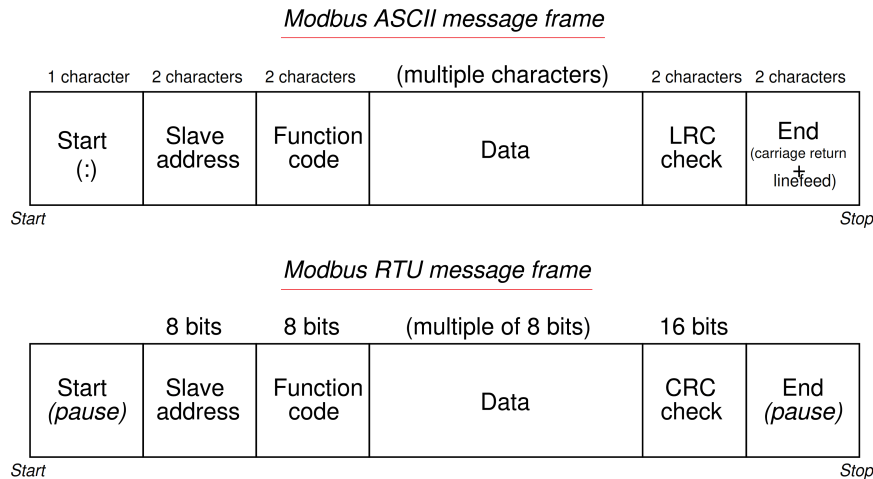 Modbus ASCII message frame
1 character 2 characters 2 characters (multiple characters) 2 characters 2 characters
Start
(:)
Slave
address
Function
code
Data
LRC
check
End
(carriage return
+
linefeed)
Start
Stop
Modbus RTU message frame
8 bits 8 bits (multiple of 8 bits) 16 bits
Start
(pause)
Slave
address
Function
code
Data
CRC
check
End
(pause)
Start
Stop